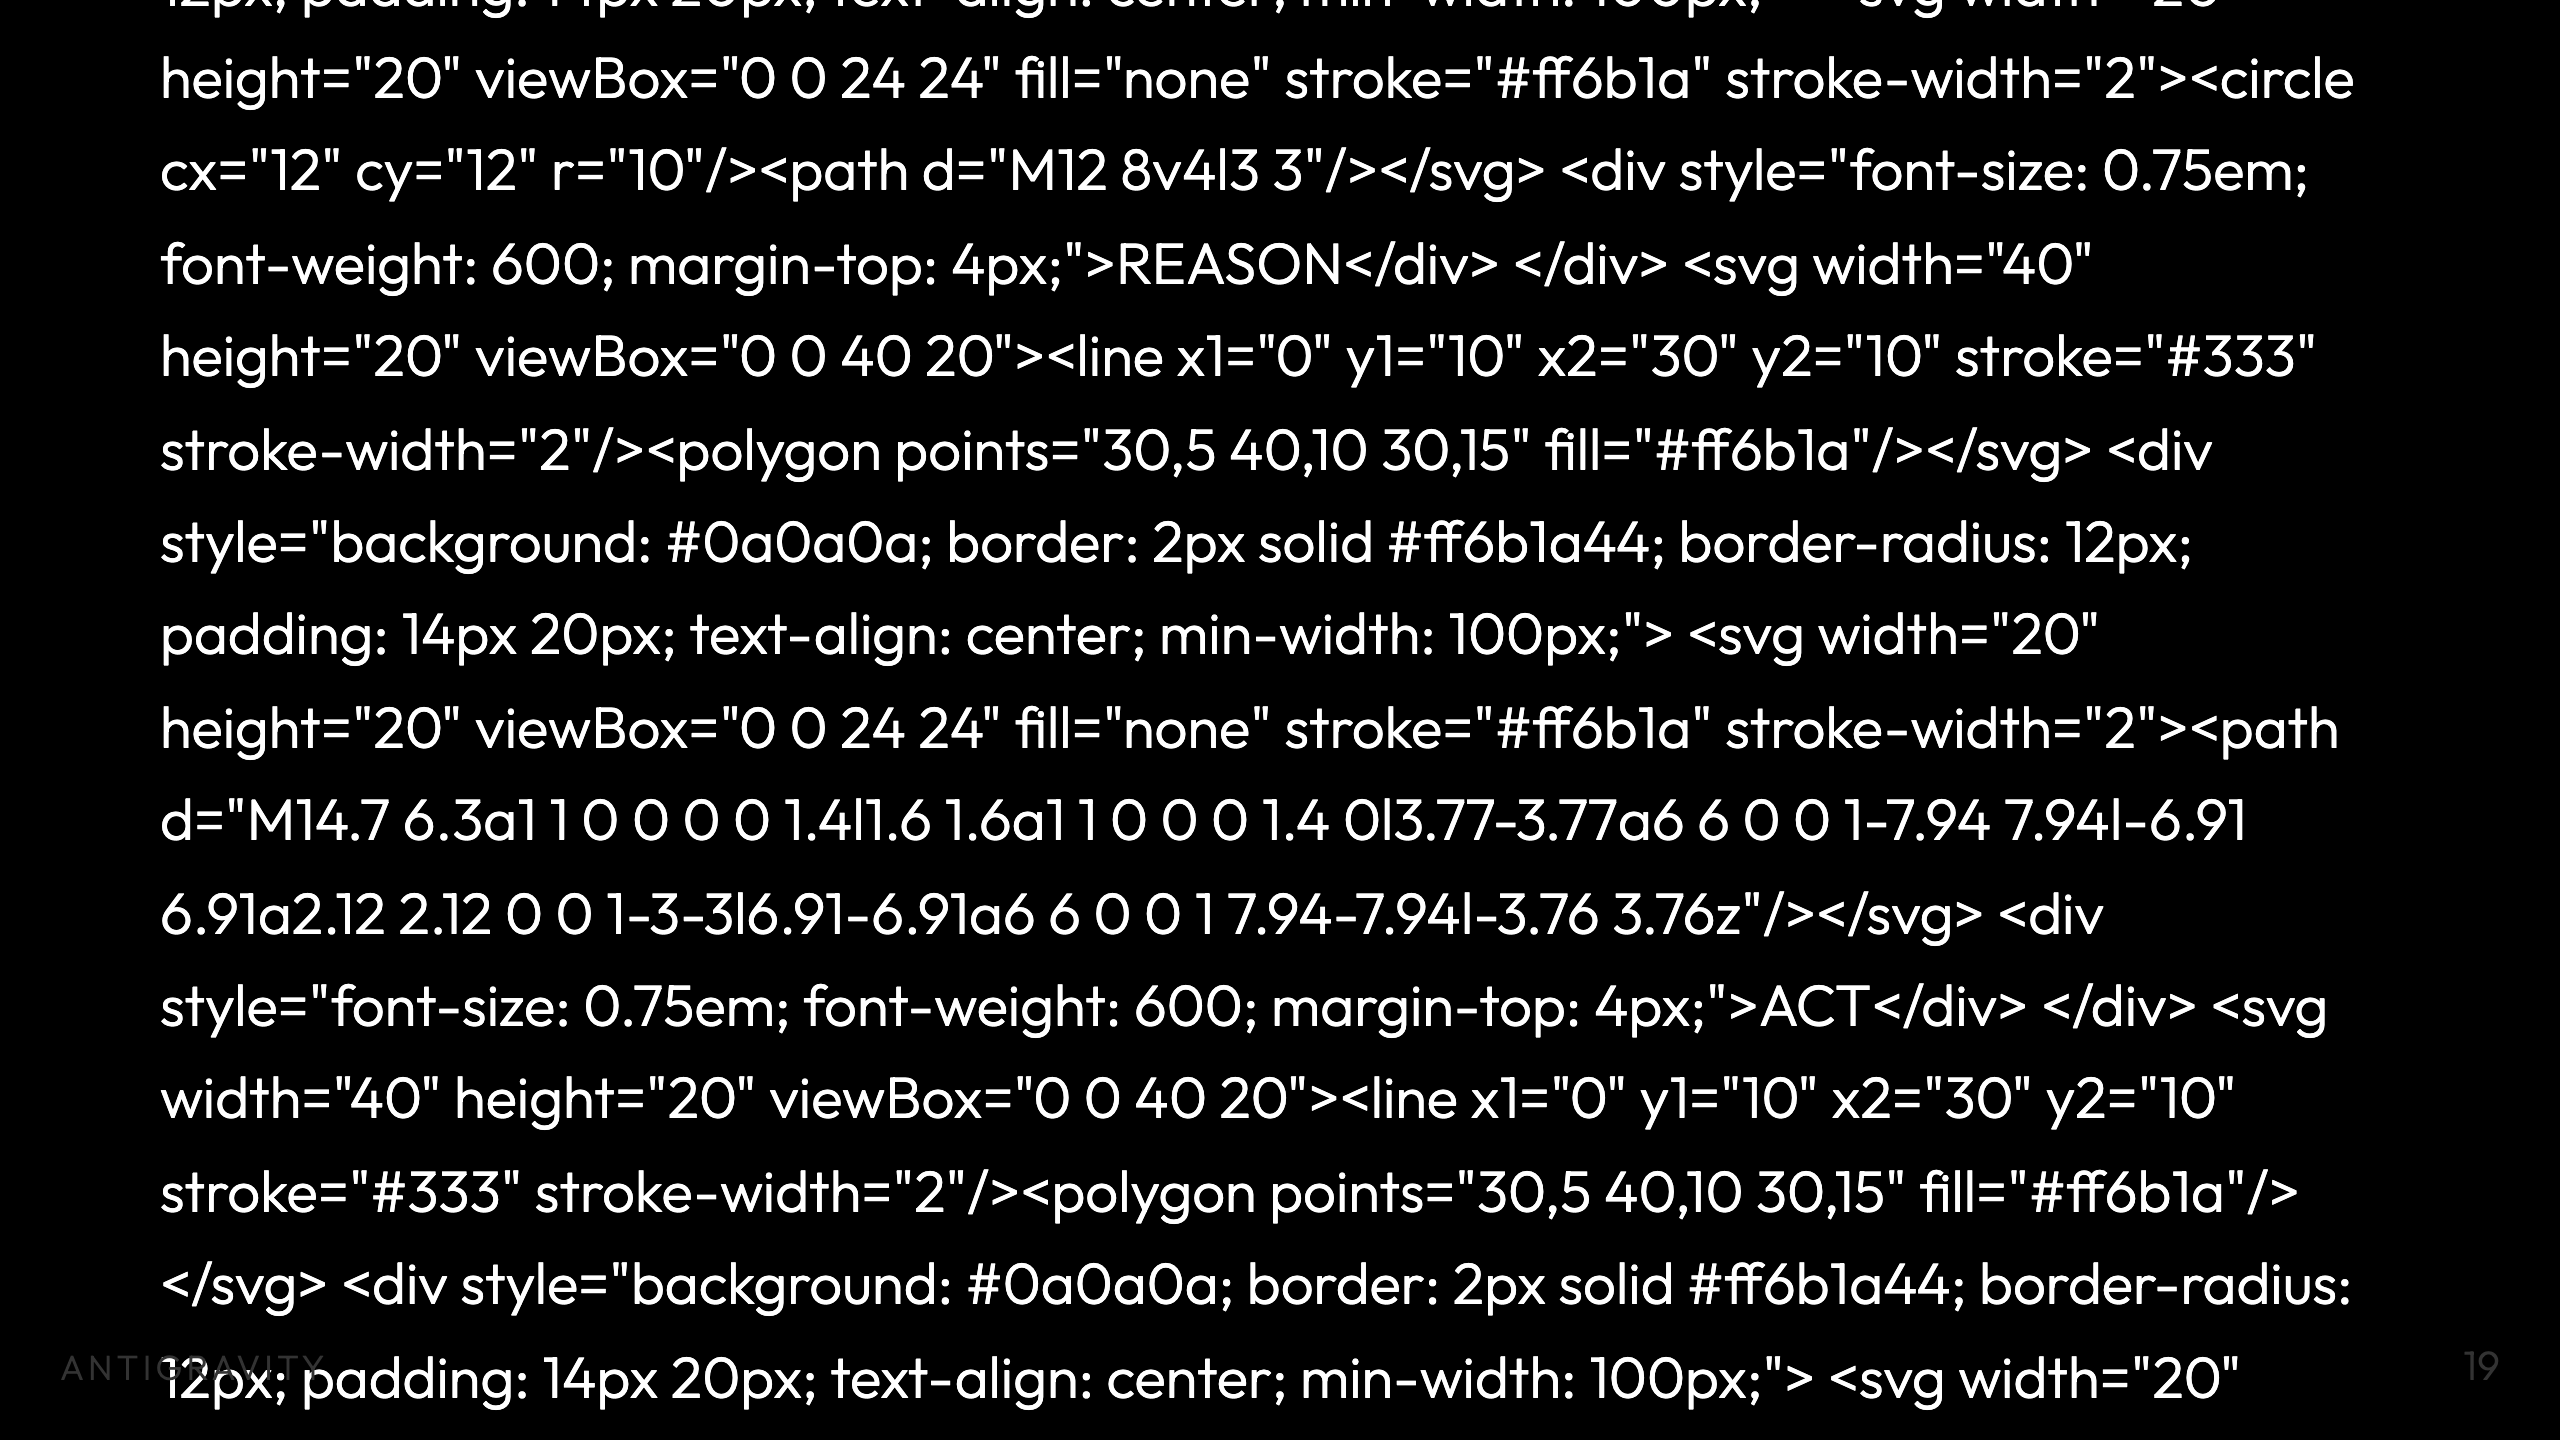 12px; padding: 14px 20px; text-align: center; min-width: 100px;"> <svg width="20"
height="20" viewBox="0 0 24 24" fill="none" stroke="#ff6b1a" stroke-width="2"><circle
cx="12" cy="12" r="10"/><path d="M12 8v4l3 3"/></svg> <div style="font-size: 0.75em;
font-weight: 600; margin-top: 4px;">REASON</div> </div> <svg width="40"
height="20" viewBox="0 0 40 20"><line x1="0" y1="10" x2="30" y2="10" stroke="#333"
stroke-width="2"/><polygon points="30,5 40,10 30,15" fill="#ff6b1a"/></svg> <div
style="background: #0a0a0a; border: 2px solid #ff6b1a44; border-radius: 12px;
padding: 14px 20px; text-align: center; min-width: 100px;"> <svg width="20"
height="20" viewBox="0 0 24 24" fill="none" stroke="#ff6b1a" stroke-width="2"><path
d="M14.7 6.3a1 1 0 0 0 0 1.4l1.6 1.6a1 1 0 0 0 1.4 0l3.77-3.77a6 6 0 0 1-7.94 7.94l-6.91
6.91a2.12 2.12 0 0 1-3-3l6.91-6.91a6 6 0 0 1 7.94-7.94l-3.76 3.76z"/></svg> <div
style="font-size: 0.75em; font-weight: 600; margin-top: 4px;">ACT</div> </div> <svg
width="40" height="20" viewBox="0 0 40 20"><line x1="0" y1="10" x2="30" y2="10"
stroke="#333" stroke-width="2"/><polygon points="30,5 40,10 30,15" fill="#ff6b1a"/>
</svg> <div style="background: #0a0a0a; border: 2px solid #ff6b1a44; border-radius:
12px; padding: 14px 20px; text-align: center; min-width: 100px;"> <svg width="20"
ANTIGRAVITY
19